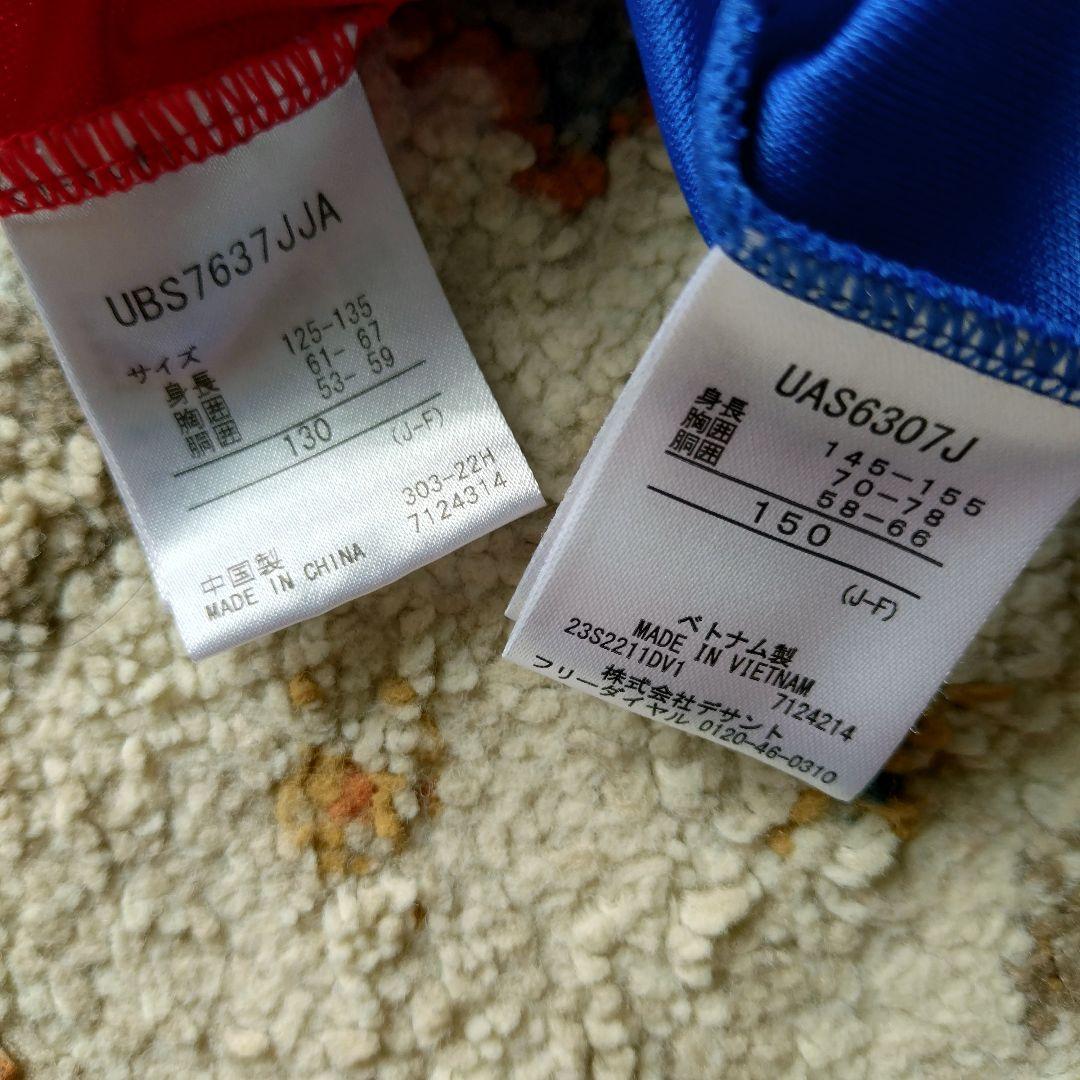 UBS7637JJA
サイズ
身長 125-135
胸囲 61- 67
胴囲 53- 59
130
(J-F)
303-22H
7124314
中国製
MADE IN CHINA
UAS6307J
身長 145-155
胸囲 70-78
胴囲 58-66
150
(J-F)
ベトナム製
MADE IN VIETNAM
23S2211DV1 7124214
株式会社デサント
フリーダイヤル 0120-46-0310